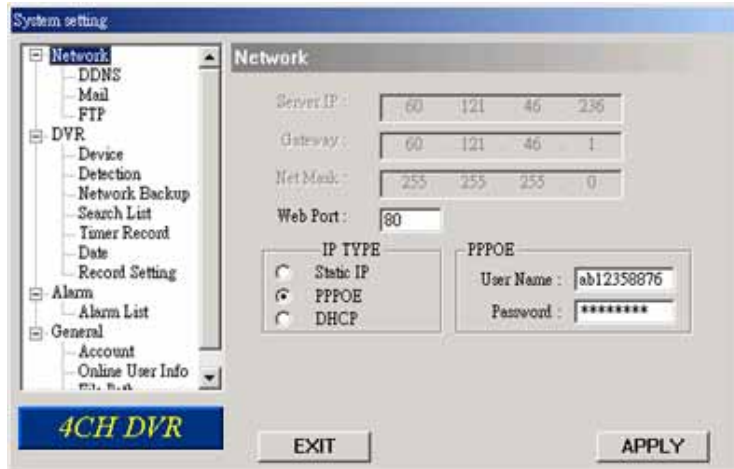 System setting
Network
DDNS
Mail
FTP
DVR
Device
Detection
Network Backup
Search List
Timer Record
Date
Record Setting
Alarm
Alarm List
General
Account
Online User Info
File Path
4CH DVR
Network
Server IP : 60 121 46 236
Gateway : 60 121 46 1
Net Mask : 255 255 255 0
Web Port : 80
IP TYPE
Static IP
PPPOE
DHCP
PPPOE
User Name : ab12358876
Password : ********
EXIT
APPLY